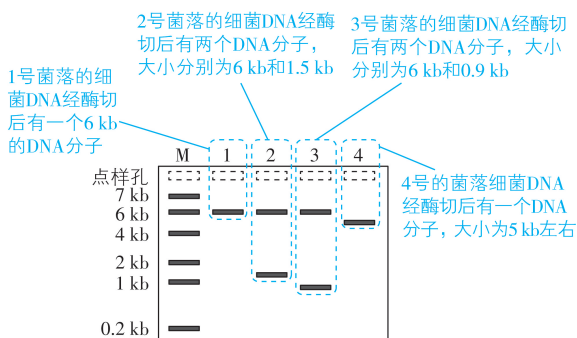 2号菌落的细菌DNA经酶
切后有两个DNA分子，
大小分别为6 kb和1.5 kb
3号菌落的细菌DNA经酶切
后有两个DNA分子，大小
分别为6 kb和0.9 kb
1号菌落的细
菌DNA经酶切
后有一个6 kb
的DNA分子
M 1 2 3 4
点样孔
7 kb
6 kb
4 kb
2 kb
1 kb
0.2 kb
4号的菌落细菌DNA
经酶切后有一个DNA
分子，大小为5 kb左右